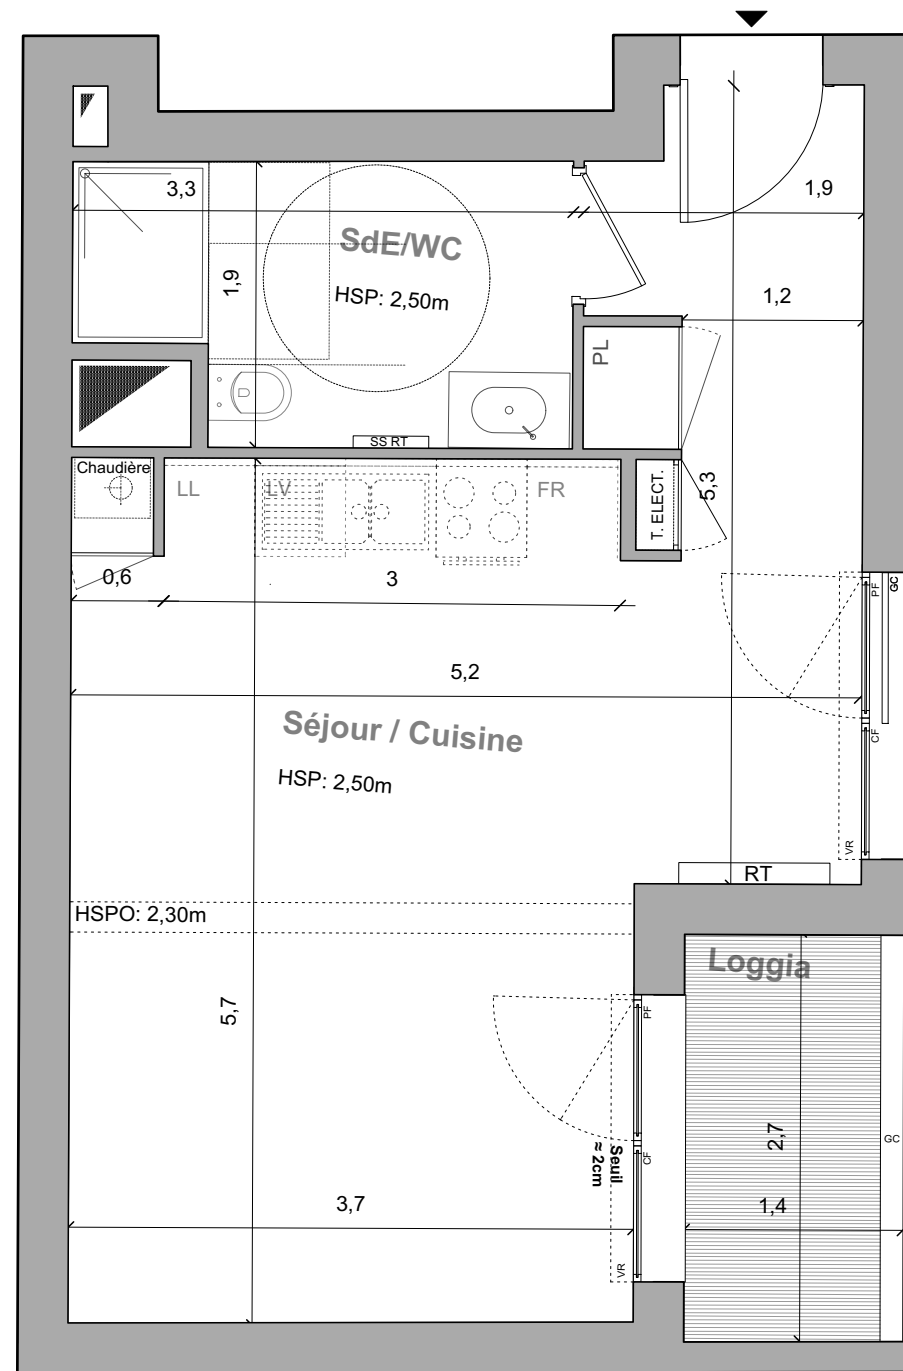 3,3
1,9
SdE/WC
1,9
HSP: 2,50m
1,2
PL
SS RT
Chaudière
LL
LV
FR
T. ELECT.
5,3
0,6
3
PF
GC
5,2
Séjour / Cuisine
CF
HSP: 2,50m
VR
RT
HSPO: 2,30m
Loggia
5,7
PF
2,7
GC
Seuil
≈ 2cm
CF
3,7
1,4
VR